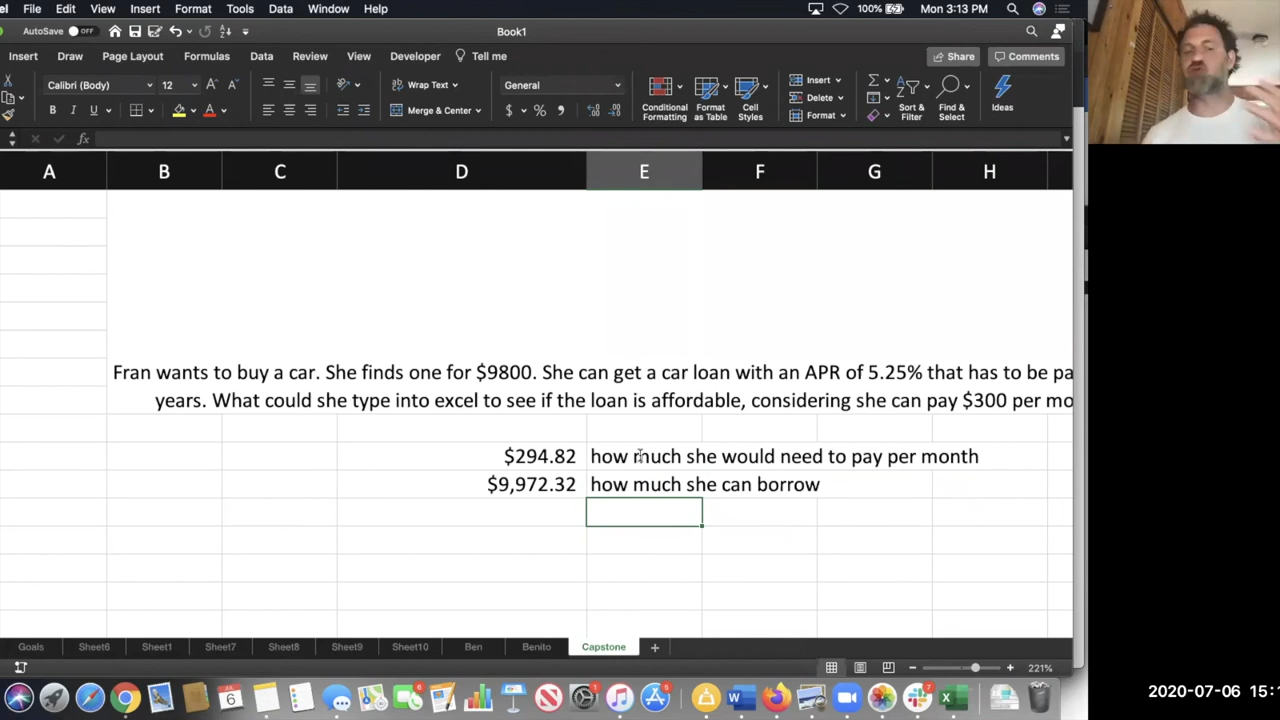 File Edit View Insert Format Tools Data Window Help 100% Mon 3:13 PM
AutoSave OFF Book1
Insert Draw Page Layout Formulas Data Review View Developer Tell me Share Comments
Calibri (Body) 12 Wrap Text General Insert
Delete
B I U Merge & Center $ % Conditional Formatting Format as Table Cell Styles Format Sort & Filter Find & Select Ideas
fx
A B C D E F G H
Fran wants to buy a car. She finds one for $9800. She can get a car loan with an APR of 5.25% that has to be pa
years. What could she type into excel to see if the loan is affordable, considering she can pay $300 per mo
$294.82 how much she would need to pay per month
$9,972.32 how much she can borrow
Goals Sheet6 Sheet1 Sheet7 Sheet8 Sheet9 Sheet10 Ben Benito Capstone +
221%
2020-07-06 15:1